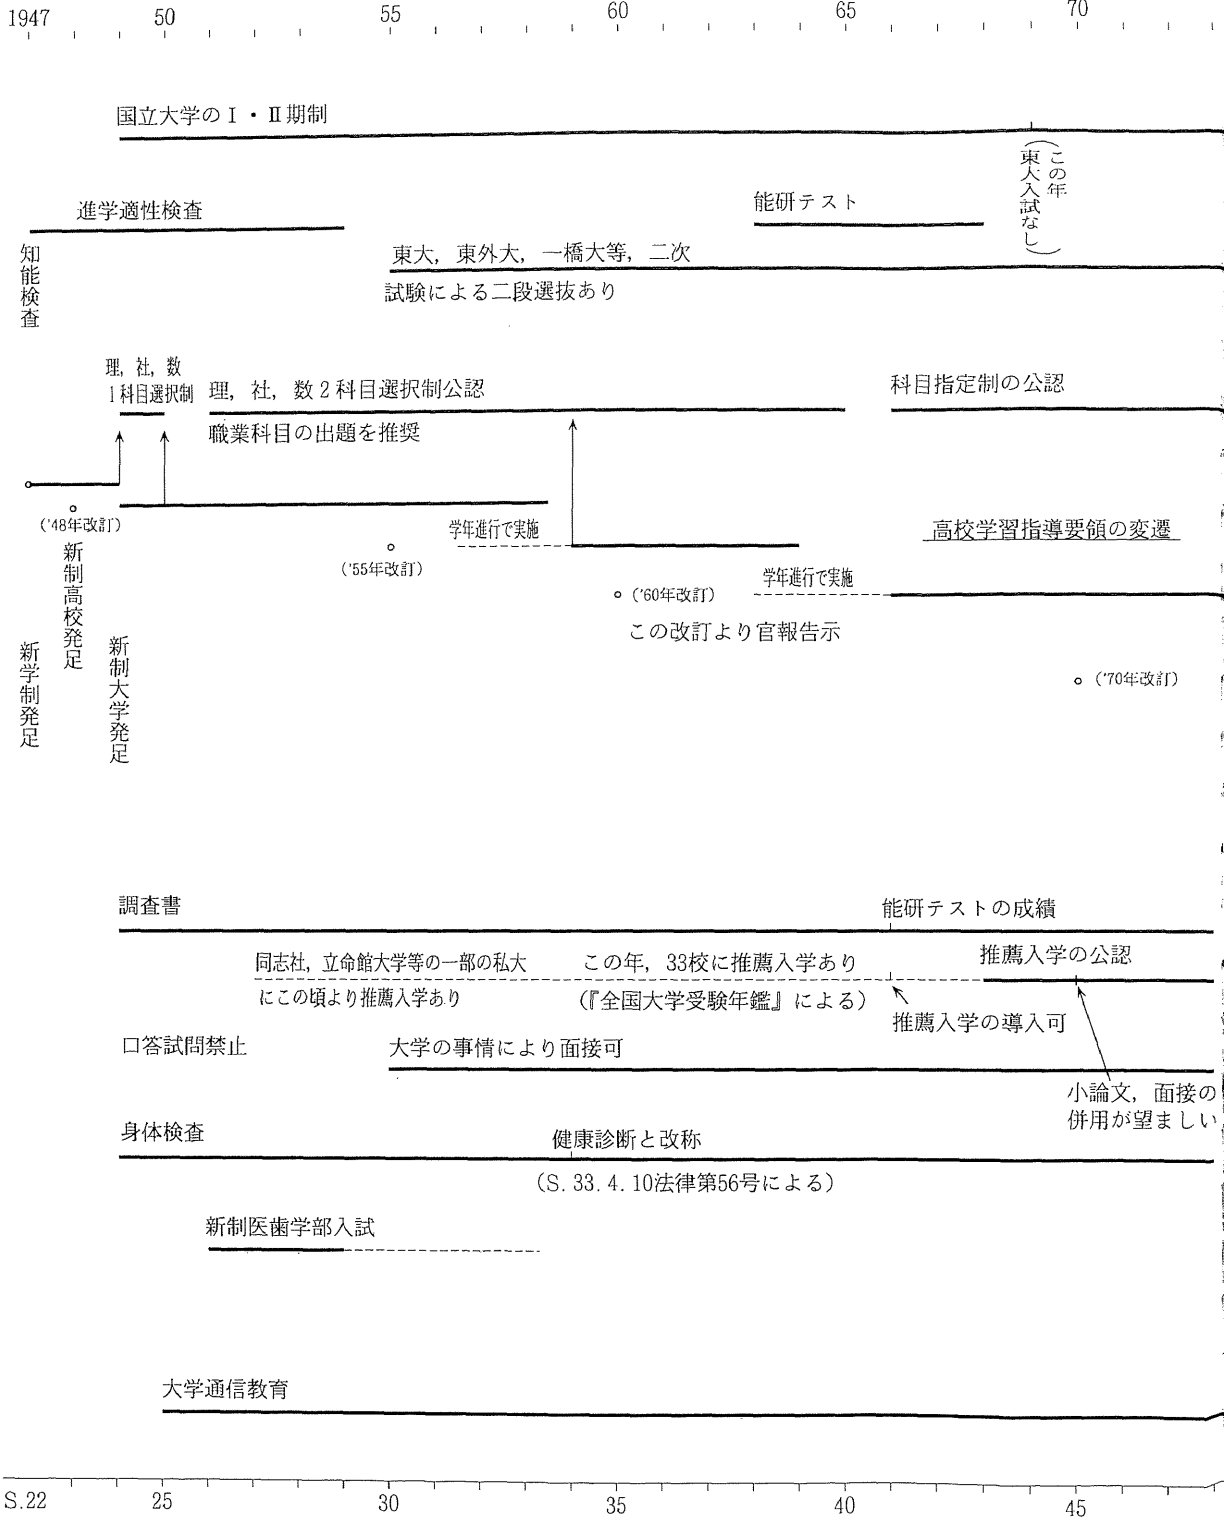 1947 50 55 60 65 70
国立大学のⅠ・Ⅱ期制
(この年
東大入試なし)
進学適性検査
能研テスト
知能検査
東大, 東外大, 一橋大等, 二次
試験による二段選抜あり
理, 社, 数
1科目選択制
理, 社, 数2科目選択制公認
職業科目の出題を推奨
科目指定制の公認
('48年改訂)
学年進行で実施
高校学習指導要領の変遷
('55年改訂)
学年進行で実施
('60年改訂)
この改訂より官報告示
新制高校発足
新学制発足
新制大学発足
('70年改訂)
調査書
能研テストの成績
同志社, 立命館大学等の一部の私大
にこの頃より推薦入学あり
この年, 33校に推薦入学あり
(『全国大学受験年鑑』による)
推薦入学の公認
推薦入学の導入可
口答試問禁止
大学の事情により面接可
小論文, 面接の
併用が望ましい
身体検査
健康診断と改称
(S.33.4.10法律第56号による)
新制医歯学部入試
大学通信教育
S.22 25 30 35 40 45